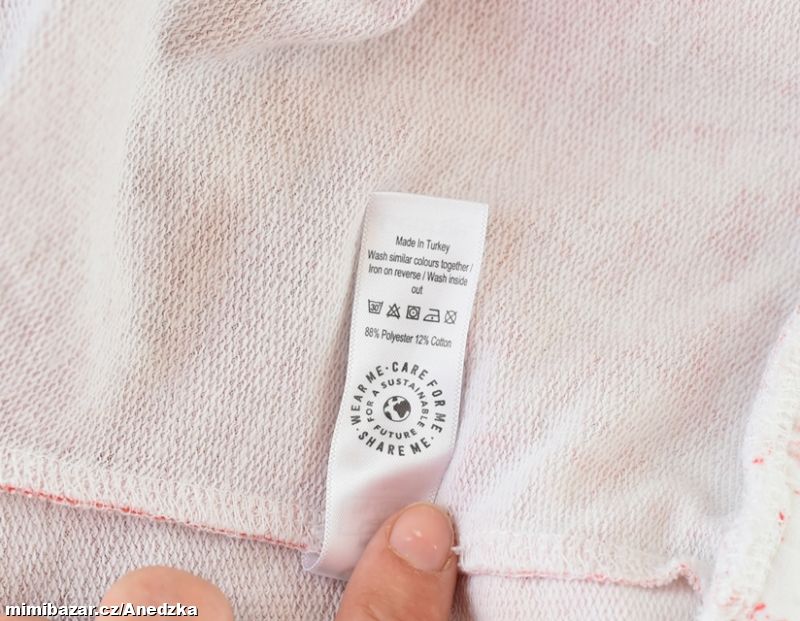 Made In Turkey
Wash similar colours together /
Iron on reverse / Wash inside
out
30
88% Polyester 12% Cotton
WEAR ME · CARE FOR ME · SHARE ME ·
FOR A SUSTAINABLE FUTURE
mimibazar.cz/Anedzka